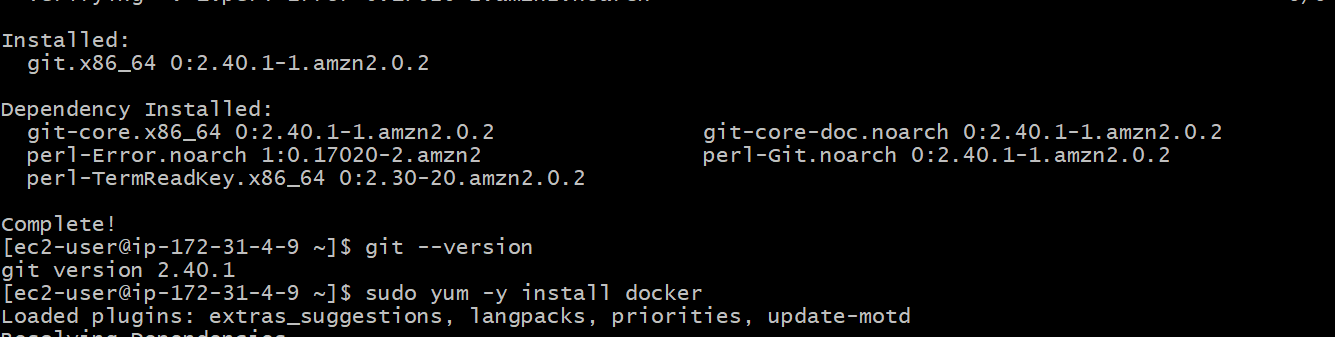 Installed:
  git.x86_64 0:2.40.1-1.amzn2.0.2
Dependency Installed:
  git-core.x86_64 0:2.40.1-1.amzn2.0.2                 git-core-doc.noarch 0:2.40.1-1.amzn2.0.2
  perl-Error.noarch 1:0.17020-2.amzn2                  perl-Git.noarch 0:2.40.1-1.amzn2.0.2
  perl-TermReadKey.x86_64 0:2.30-20.amzn2.0.2
Complete!
[ec2-user@ip-172-31-4-9 ~]$ git --version
git version 2.40.1
[ec2-user@ip-172-31-4-9 ~]$ sudo yum -y install docker
Loaded plugins: extras_suggestions, langpacks, priorities, update-motd
Resolving Dependencies